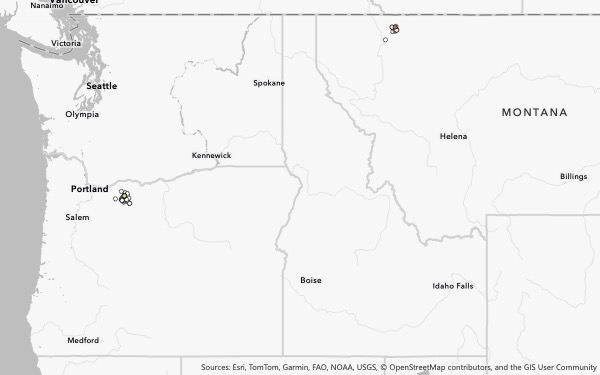 Vancouver
Nanaimo
Victoria
Seattle
Spokane
Olympia
MONTANA
Helena
Kennewick
Billings
Portland
Salem
Boise
Idaho Falls
Medford
Sources: Esri, TomTom, Garmin, FAO, NOAA, USGS, © OpenStreetMap contributors, and the GIS User Community